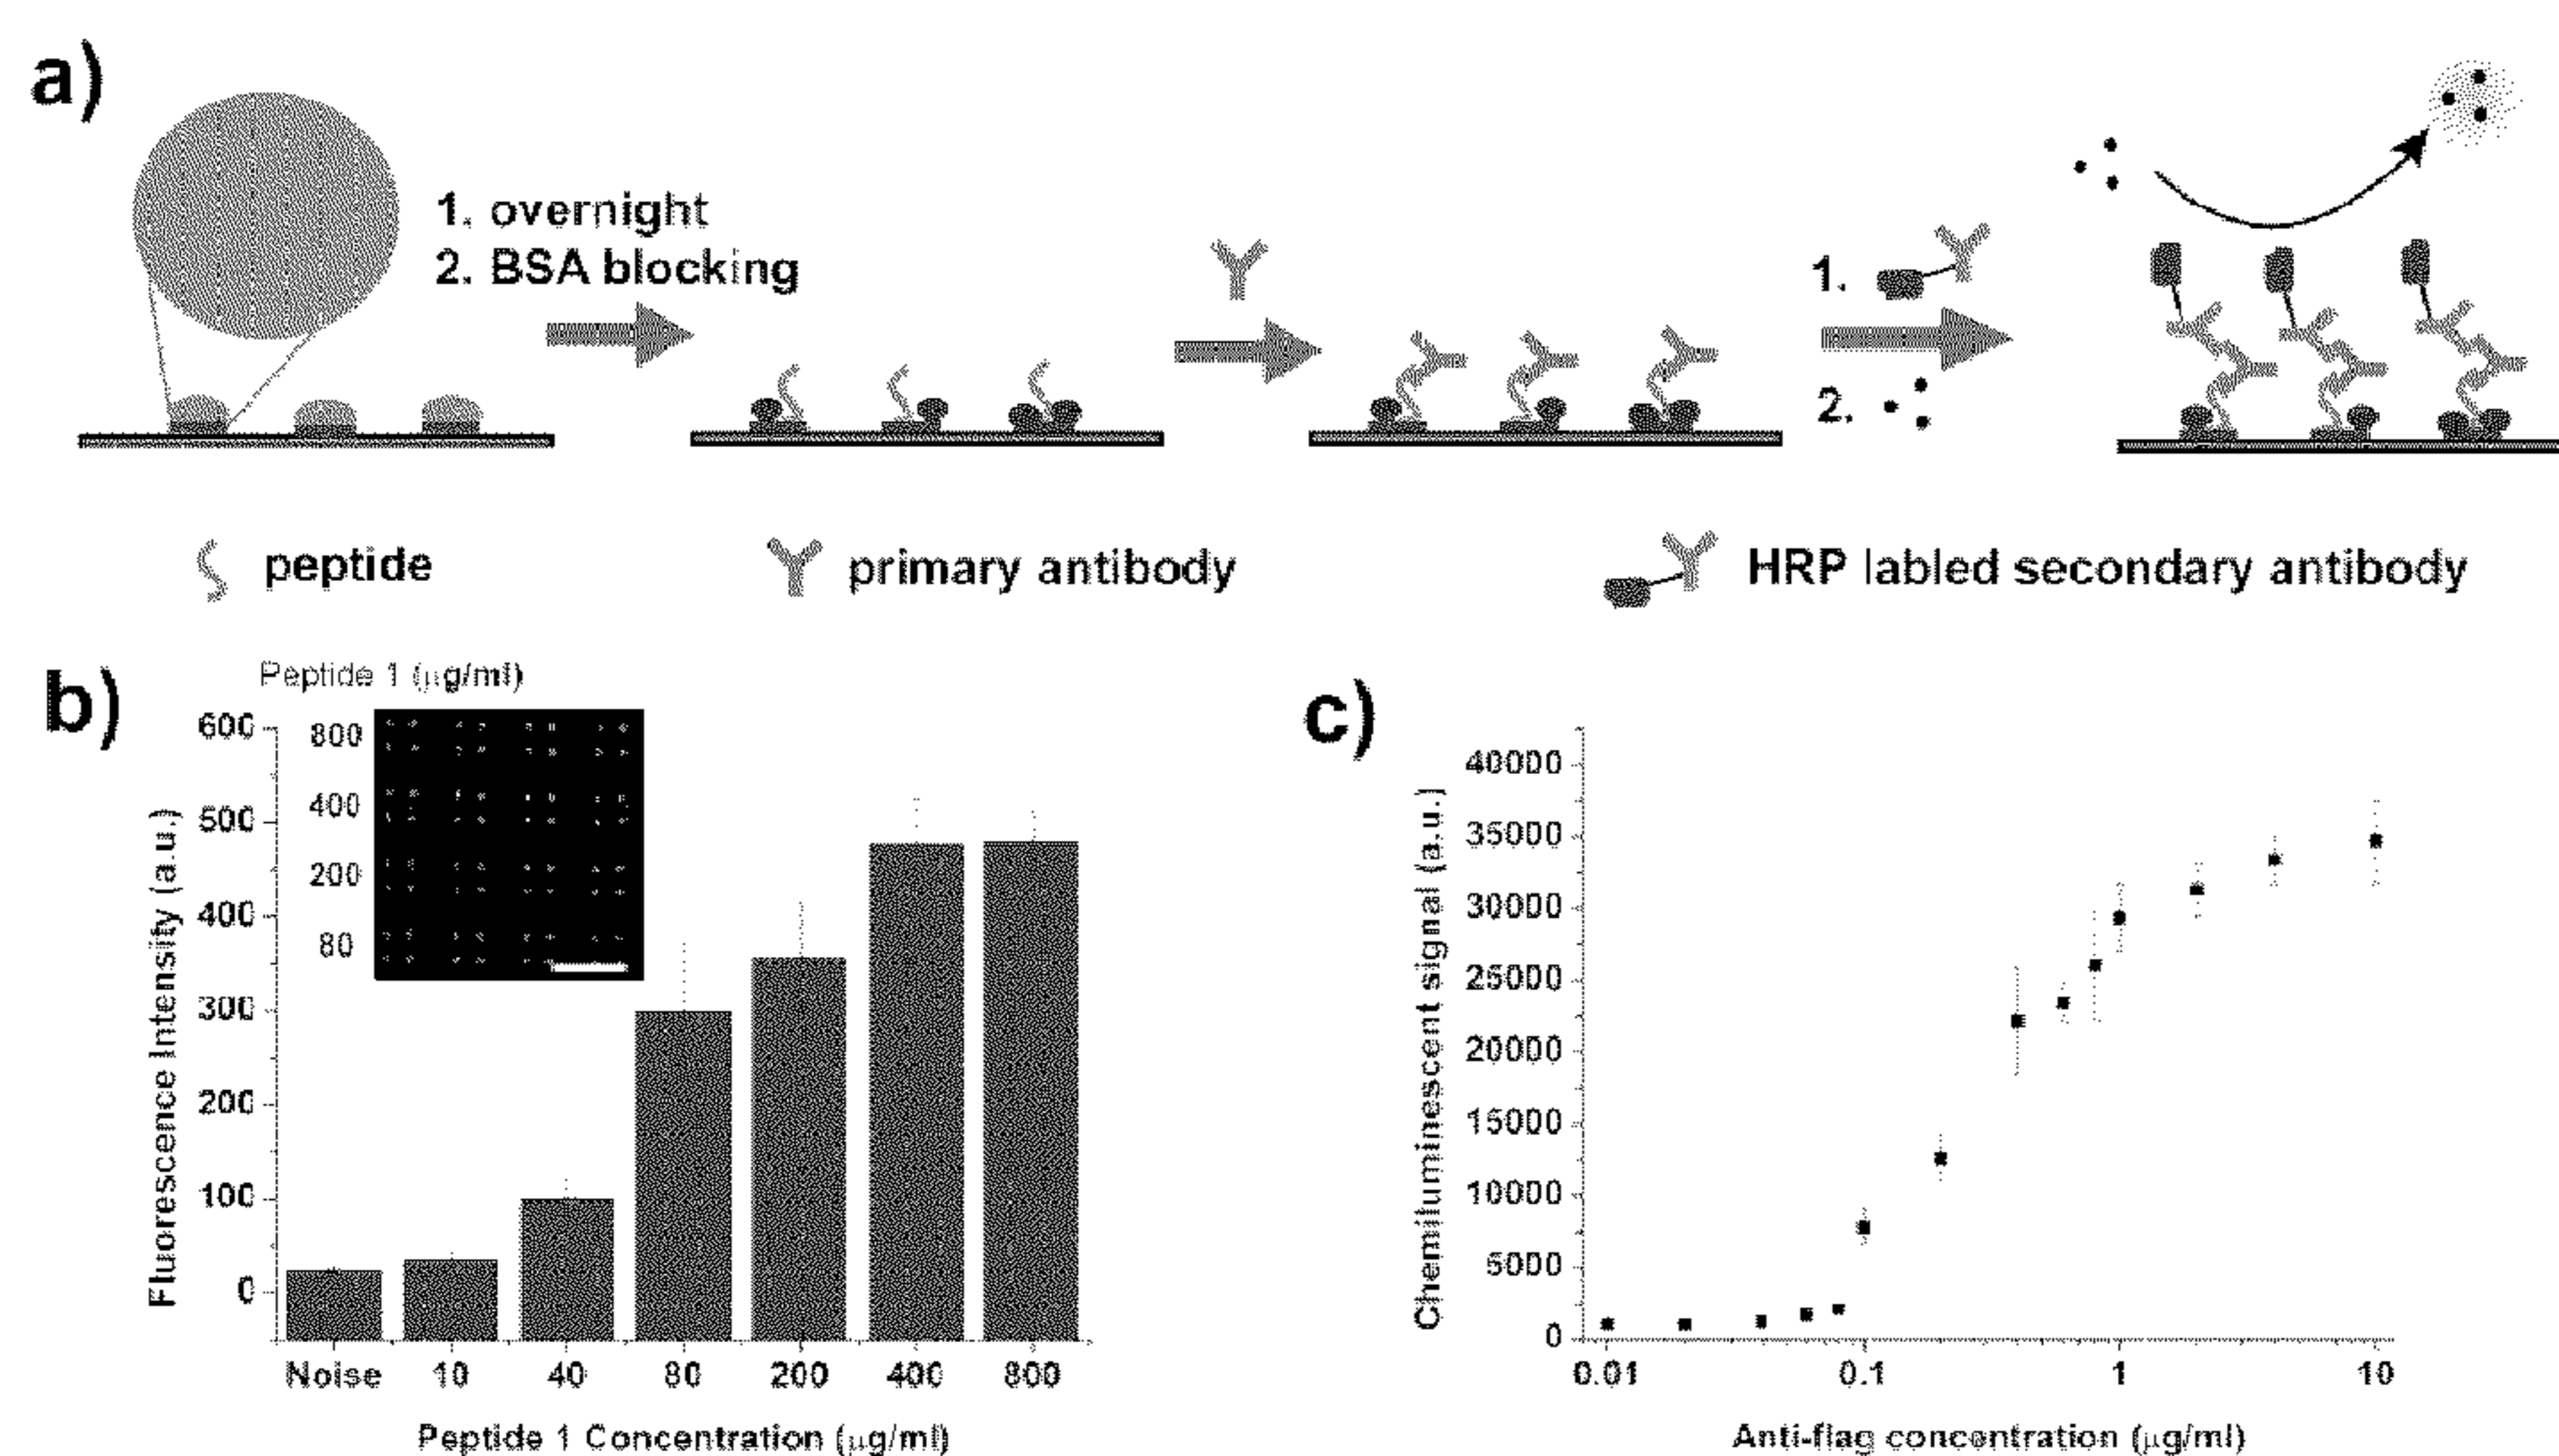 a)
1. overnight
2. BSA blocking
1.
2.
peptide
primary antibody
HRP labled secondary antibody
b)
Peptide 1 (µg/ml)
800
400
200
80
Fluorescence Intensity (a.u.)
600
500
400
300
200
100
0
Noise 10 40 80 200 400 800
Peptide 1 Concentration (µg/ml)
c)
Chemiluminescent signal (a.u.)
40000
35000
30000
25000
20000
15000
10000
5000
0
0.01 0.1 1 10
Anti-flag concentration (µg/ml)